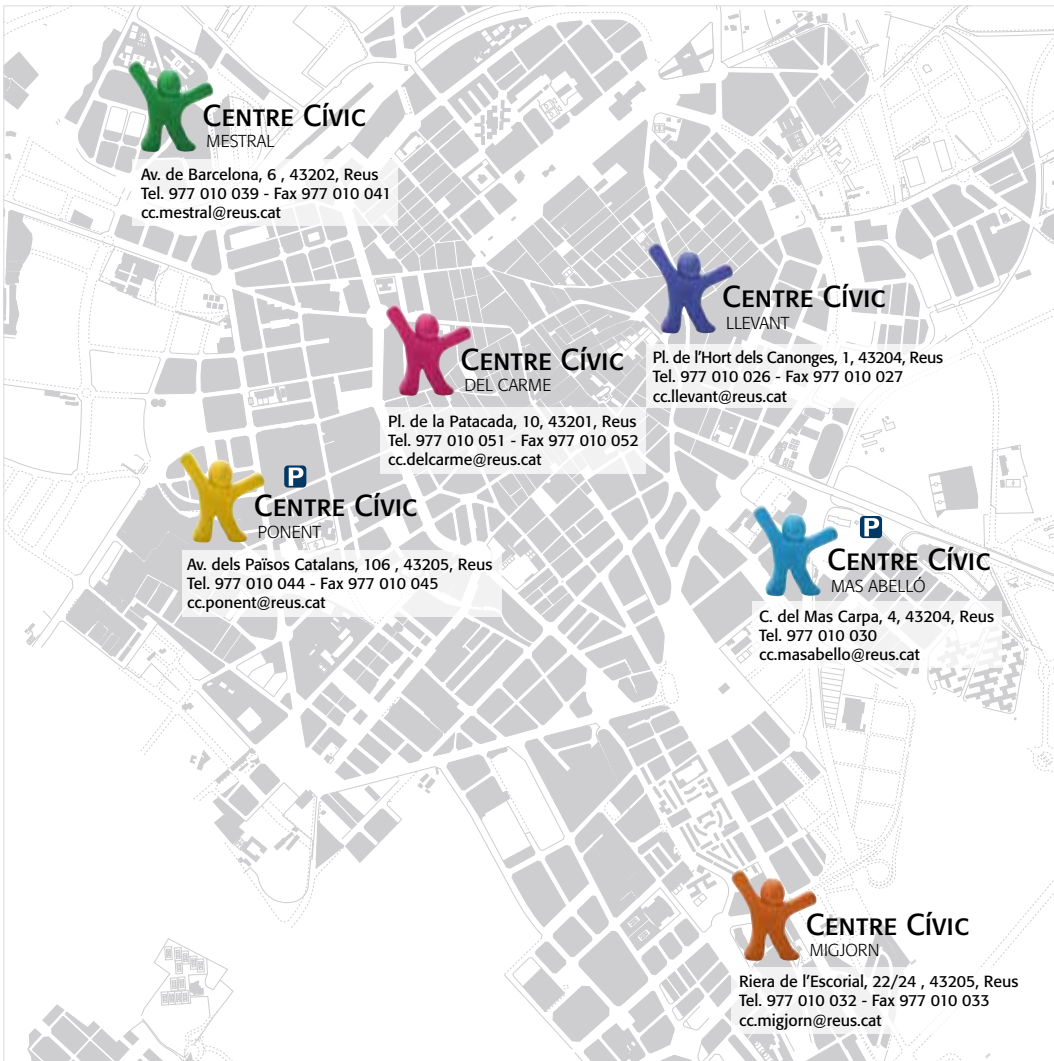 CENTRE CÍVIC
MESTRAL
Av. de Barcelona, 6 , 43202, Reus
Tel. 977 010 039 - Fax 977 010 041
cc.mestral@reus.cat
CENTRE CÍVIC
LLEVANT
Pl. de l'Hort dels Canonges, 1, 43204, Reus
Tel. 977 010 026 - Fax 977 010 027
cc.llevant@reus.cat
CENTRE CÍVIC
DEL CARME
Pl. de la Patacada, 10, 43201, Reus
Tel. 977 010 051 - Fax 977 010 052
cc.delcarme@reus.cat
P
CENTRE CÍVIC
PONENT
Av. dels Països Catalans, 106 , 43205, Reus
Tel. 977 010 044 - Fax 977 010 045
cc.ponent@reus.cat
P
CENTRE CÍVIC
MAS ABELLÓ
C. del Mas Carpa, 4, 43204, Reus
Tel. 977 010 030
cc.masabello@reus.cat
CENTRE CÍVIC
MIGJORN
Riera de l'Escorial, 22/24 , 43205, Reus
Tel. 977 010 032 - Fax 977 010 033
cc.migjorn@reus.cat